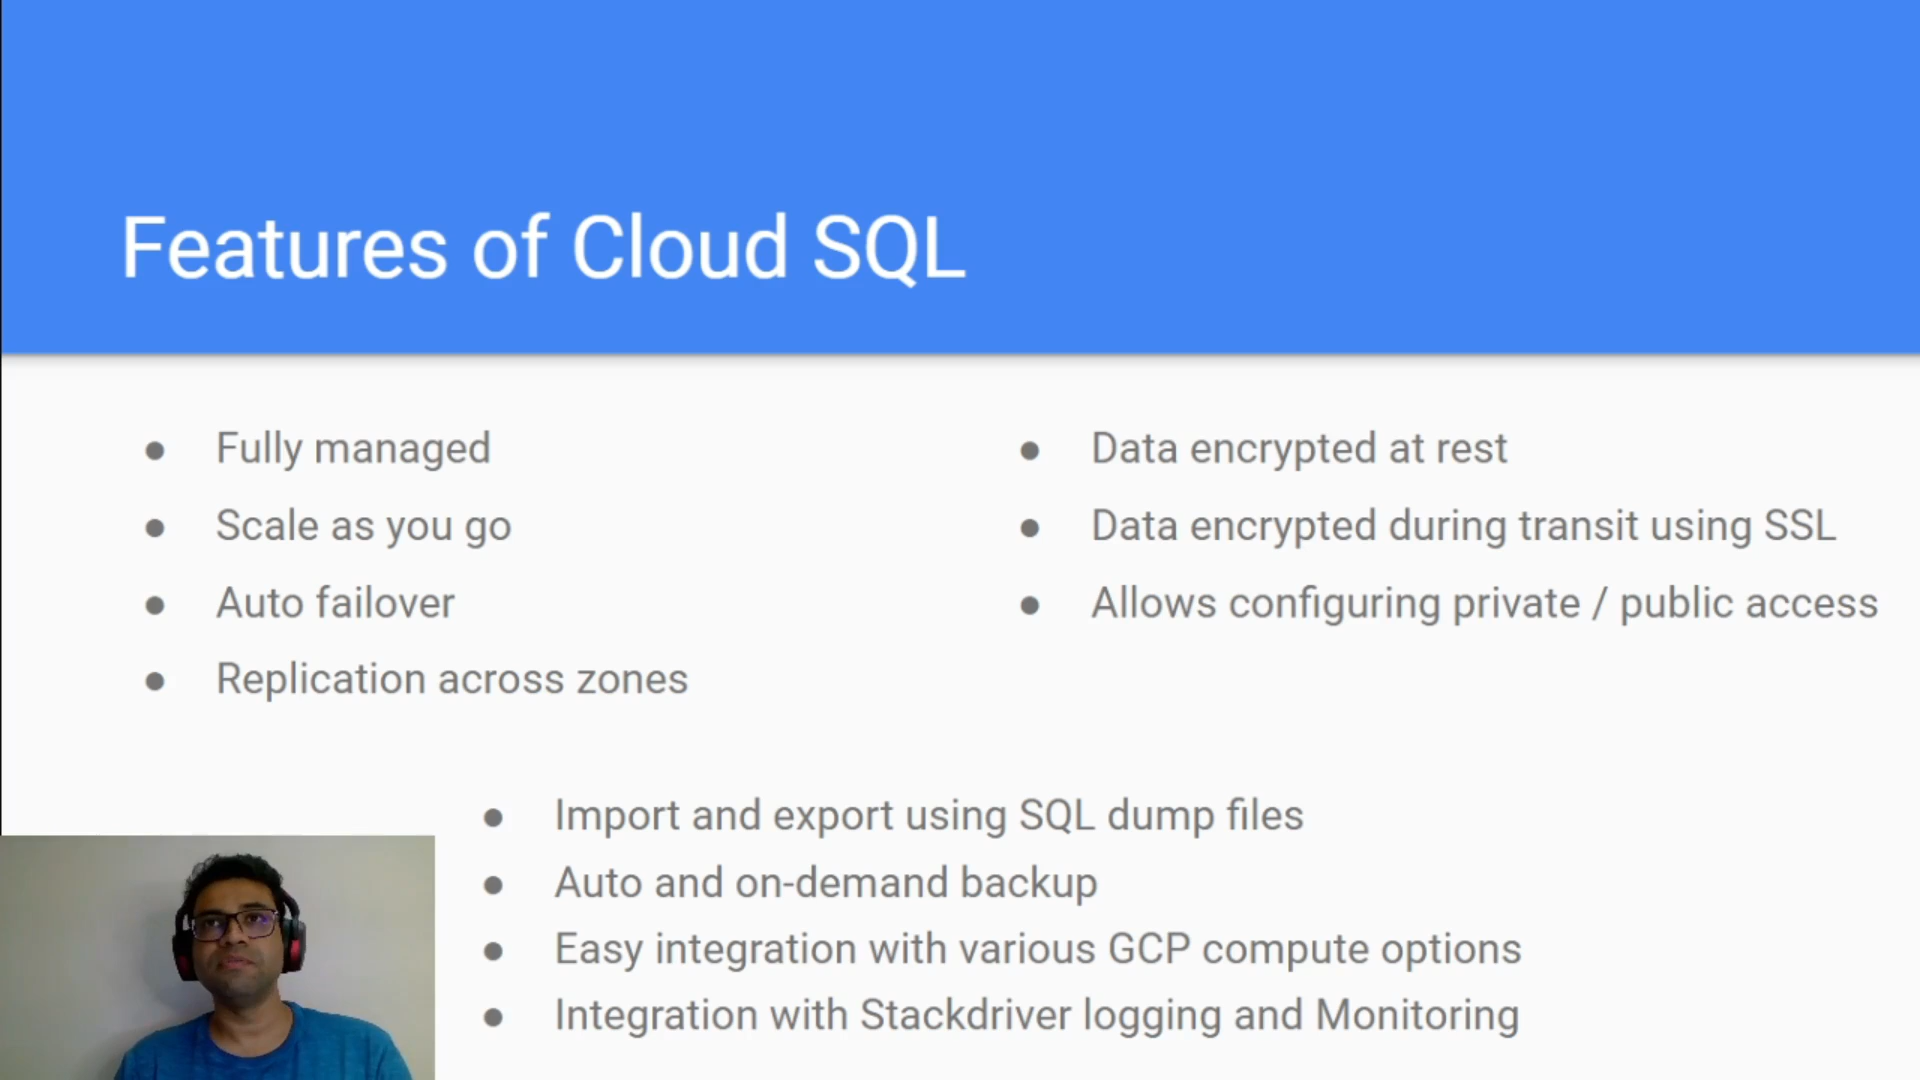 Features of Cloud SQL
● Fully managed
● Scale as you go
● Auto failover
● Replication across zones
● Data encrypted at rest
● Data encrypted during transit using SSL
● Allows configuring private / public access
● Import and export using SQL dump files
● Auto and on-demand backup
● Easy integration with various GCP compute options
● Integration with Stackdriver logging and Monitoring